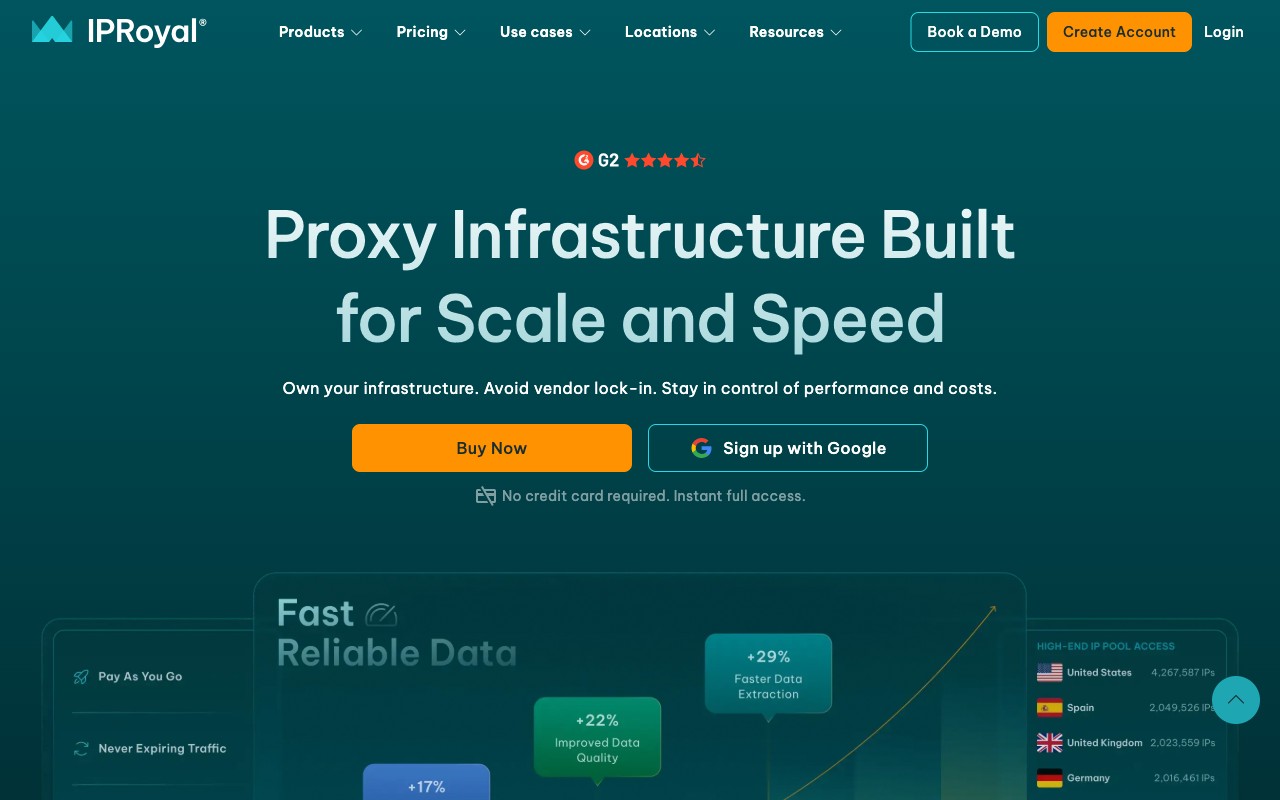 IPRoyal®
Products
Pricing
Use cases
Locations
Resources
Book a Demo
Create Account
Login
G2
Proxy Infrastructure Built
for Scale and Speed
Own your infrastructure. Avoid vendor lock-in. Stay in control of performance and costs.
Buy Now
Sign up with Google
No credit card required. Instant full access.
Pay As You Go
Never Expiring Traffic
Fast
Reliable Data
+17%
+22%
Improved Data
Quality
+29%
Faster Data
Extraction
HIGH-END IP POOL ACCESS
United States 4,267,587 IPs
Spain 2,049,526 IPs
United Kingdom 2,023,559 IPs
Germany 2,016,461 IPs